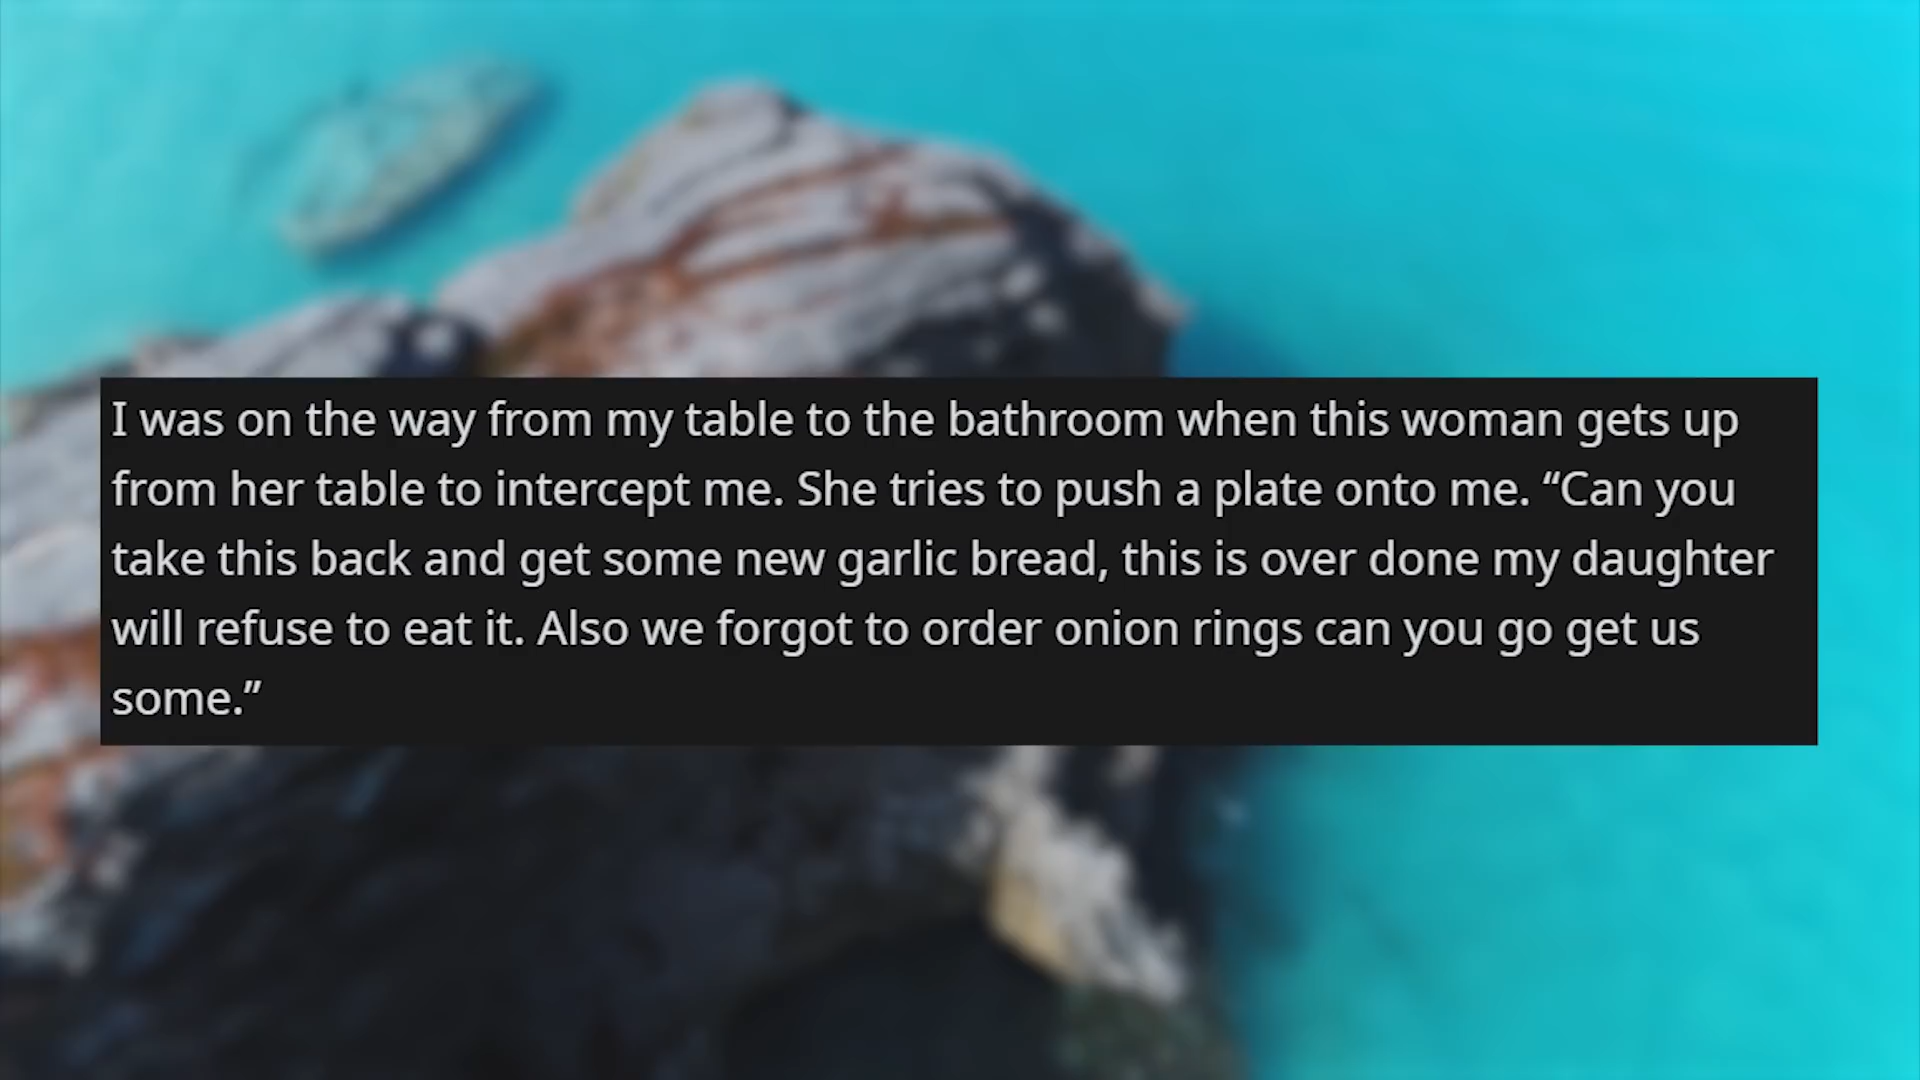 I was on the way from my table to the bathroom when this woman gets up
from her table to intercept me. She tries to push a plate onto me. “Can you
take this back and get some new garlic bread, this is over done my daughter
will refuse to eat it. Also we forgot to order onion rings can you go get us
some.”